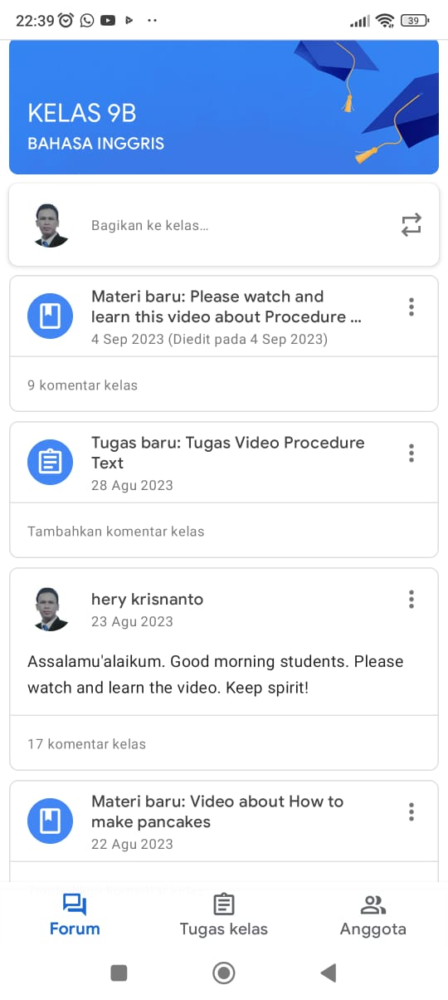 22:39
39
KELAS 9B
BAHASA INGGRIS
Bagikan ke kelas...
Materi baru: Please watch and
learn this video about Procedure ...
4 Sep 2023 (Diedit pada 4 Sep 2023)
9 komentar kelas
Tugas baru: Tugas Video Procedure
Text
28 Agu 2023
Tambahkan komentar kelas
hery krisnanto
23 Agu 2023
Assalamu'alaikum. Good morning students. Please
watch and learn the video. Keep spirit!
17 komentar kelas
Materi baru: Video about How to
make pancakes
22 Agu 2023
Forum
Tugas kelas
Anggota